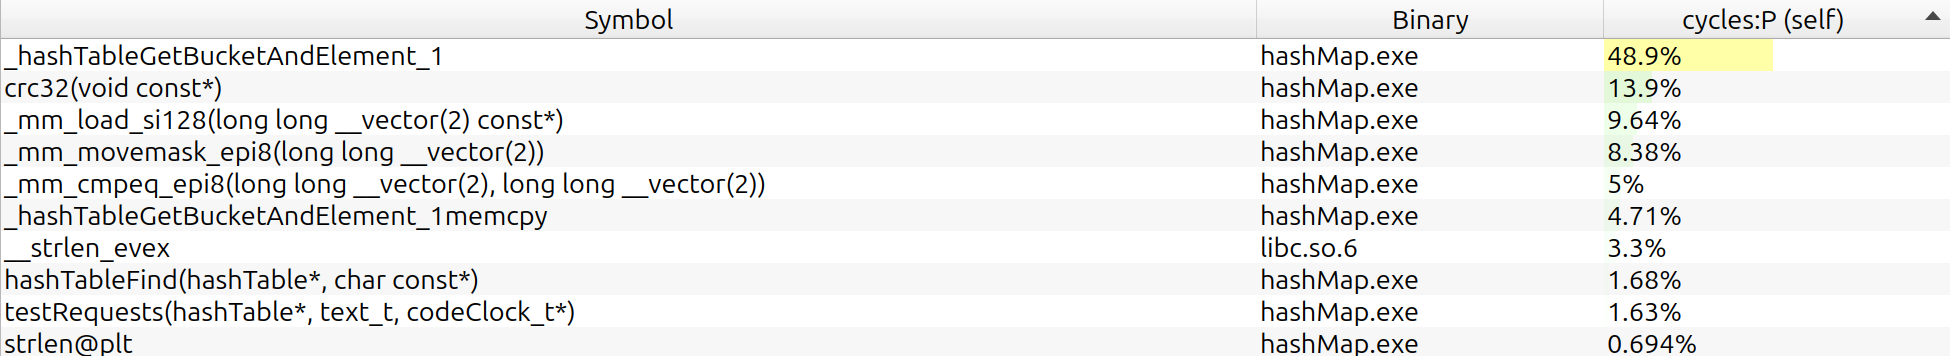 Symbol Binary cycles:P (self)
_hashTableGetBucketAndElement_1 hashMap.exe 48.9%
crc32(void const*) hashMap.exe 13.9%
_mm_load_si128(long long __vector(2) const*) hashMap.exe 9.64%
_mm_movemask_epi8(long long __vector(2)) hashMap.exe 8.38%
_mm_cmpeq_epi8(long long __vector(2), long long __vector(2)) hashMap.exe 5%
_hashTableGetBucketAndElement_1memcpy hashMap.exe 4.71%
__strlen_evex libc.so.6 3.3%
hashTableFind(hashTable*, char const*) hashMap.exe 1.68%
testRequests(hashTable*, text_t, codeClock_t*) hashMap.exe 1.63%
strlen@plt hashMap.exe 0.694%